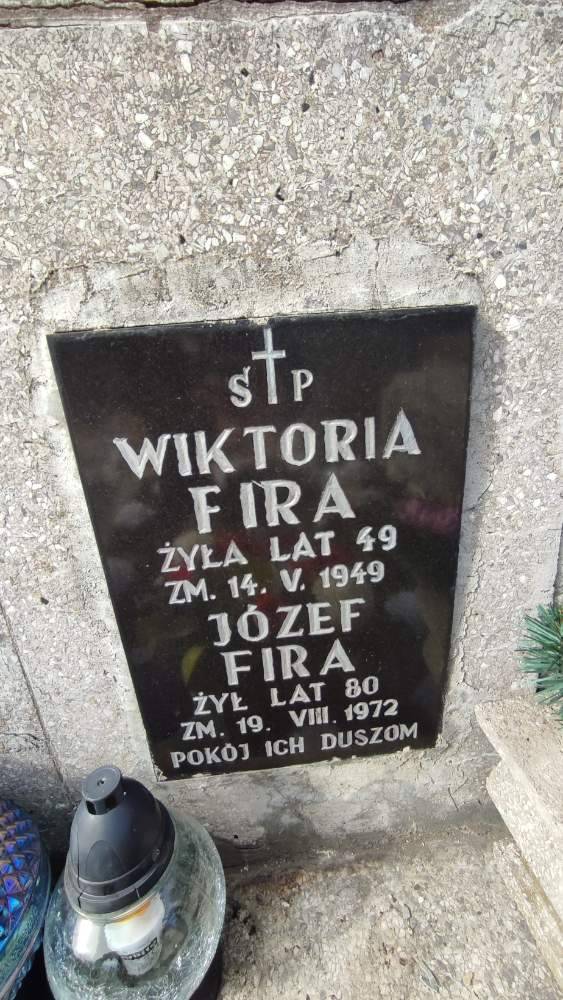 S P
WIKTORIA
FIRA
ŻYŁA LAT 49
ZM. 14. V. 1949
JÓZEF
FIRA
ŻYŁ LAT 80
ZM. 19. VIII. 1972
POKÓJ ICH DUSZOM